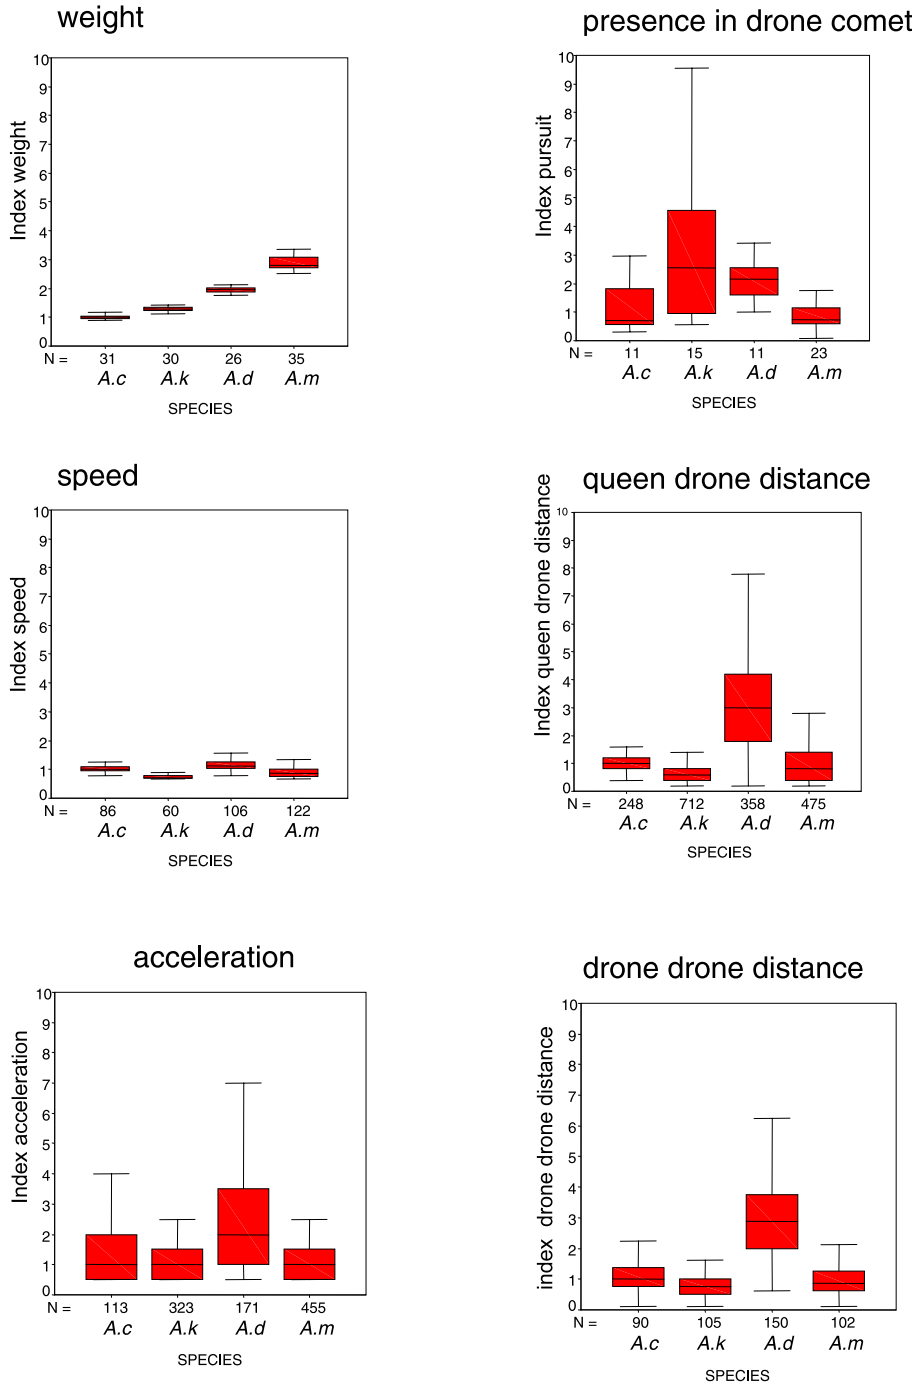 weight
Index weight
10
9
8
7
6
5
4
3
2
1
0
N = 31 30 26 35
A.c A.k A.d A.m
SPECIES
presence in drone comet
Index pursuit
10
9
8
7
6
5
4
3
2
1
0
N = 11 15 11 23
A.c A.k A.d A.m
SPECIES
speed
Index speed
10
9
8
7
6
5
4
3
2
1
0
N = 86 60 106 122
A.c A.k A.d A.m
SPECIES
queen drone distance
Index queen drone distance
10
9
8
7
6
5
4
3
2
1
0
N = 248 712 358 475
A.c A.k A.d A.m
SPECIES
acceleration
Index acceleration
10
9
8
7
6
5
4
3
2
1
0
N = 113 323 171 455
A.c A.k A.d A.m
SPECIES
drone drone distance
index drone drone distance
10
9
8
7
6
5
4
3
2
1
0
N = 90 105 150 102
A.c A.k A.d A.m
SPECIES